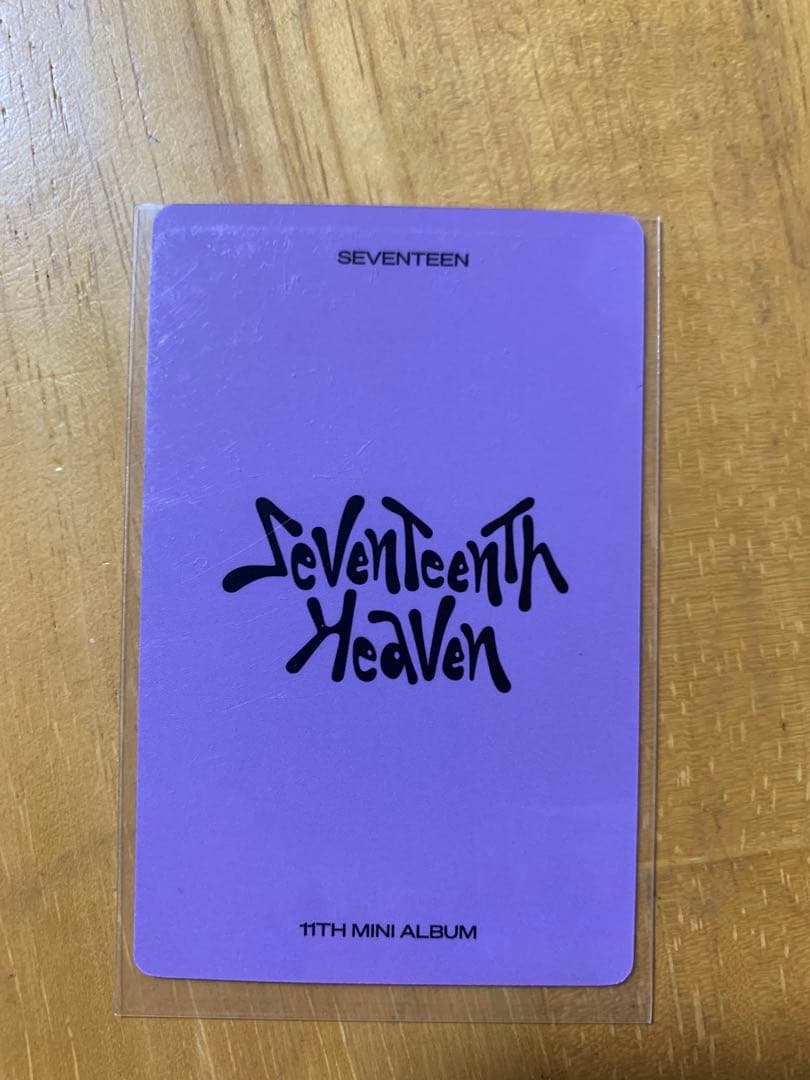 SEVENTEEN
SevenTeenTh
Heaven
11TH MINI ALBUM